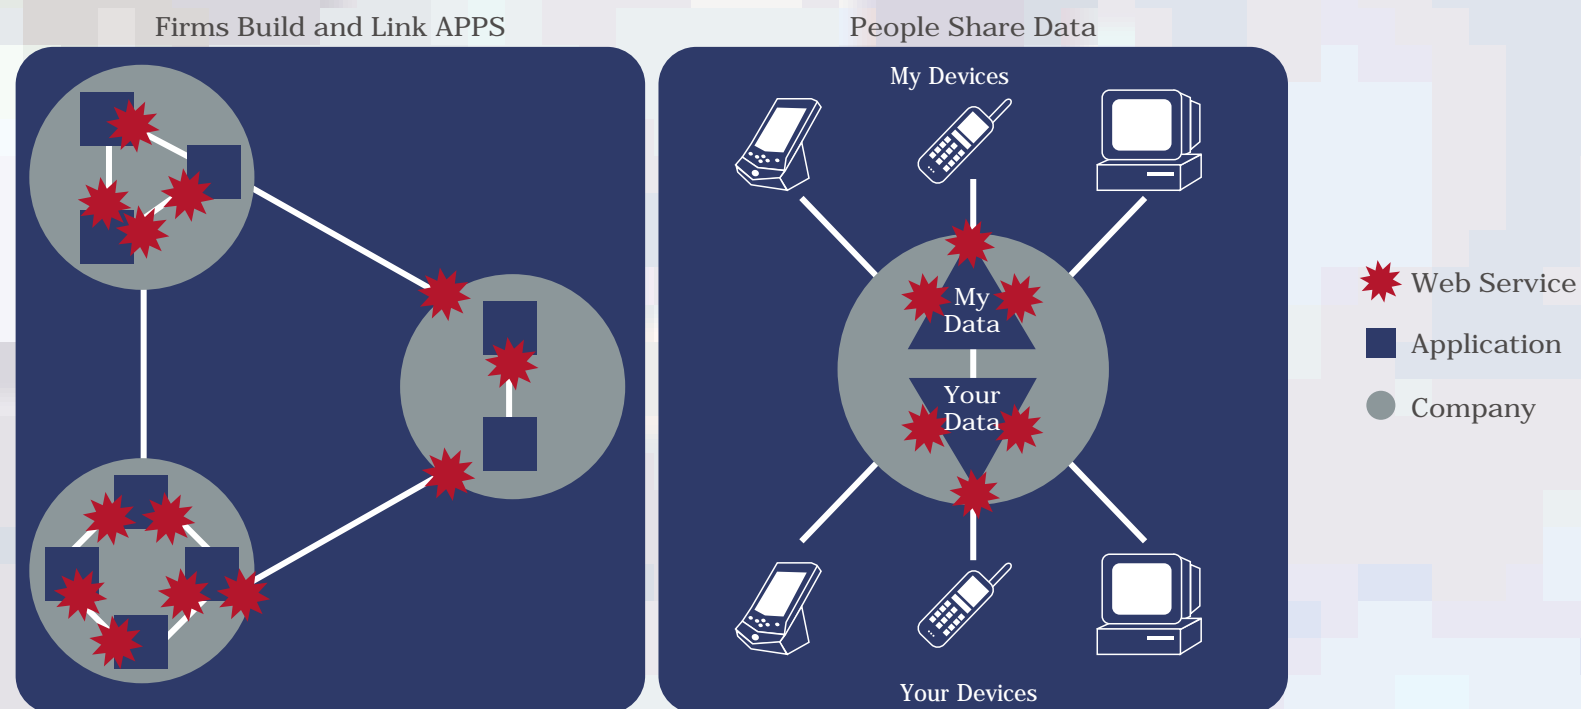 Firms Build and Link APPS
People Share Data
My Devices
My
Data
Your
Data
Your Devices
Web Service
Application
Company